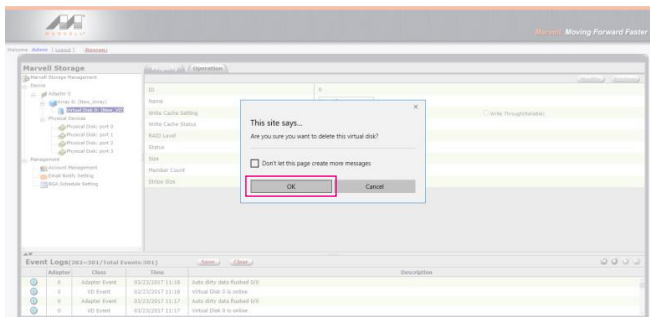 MARVELL
Marvell. Moving Forward Faster
Welcome Admin [ Logout ]
Marvell Storage
Operation
Marvell Storage Management
Device
Adapter 0
Array 0: (New_Array)
Virtual Disk 0: (New_VD)
Physical Devices
Physical Disk: port 0
Physical Disk: port 1
Physical Disk: port 2
Physical Disk: port 3
Management
Account Management
Email Notify Setting
BGA Schedule Setting
ID 0
Name
Write Cache Setting
Write Through
Write Cache Status
RAID Level
Status
Size
Member Count
Stripe Size
This site says...
Are you sure you want to delete this virtual disk?
Don't let this page create more messages
OK Cancel
Save Clear
Adapter Class Time Description
0 Adapter Event 03/23/2017 11:18 Auto dirty data flushed 0/0
0 VD Event 03/23/2017 11:18 Virtual Disk 0 is online
0 Adapter Event 03/23/2017 11:17 Auto dirty data flushed 0/0
0 VD Event 03/23/2017 11:17 Virtual Disk 0 is online